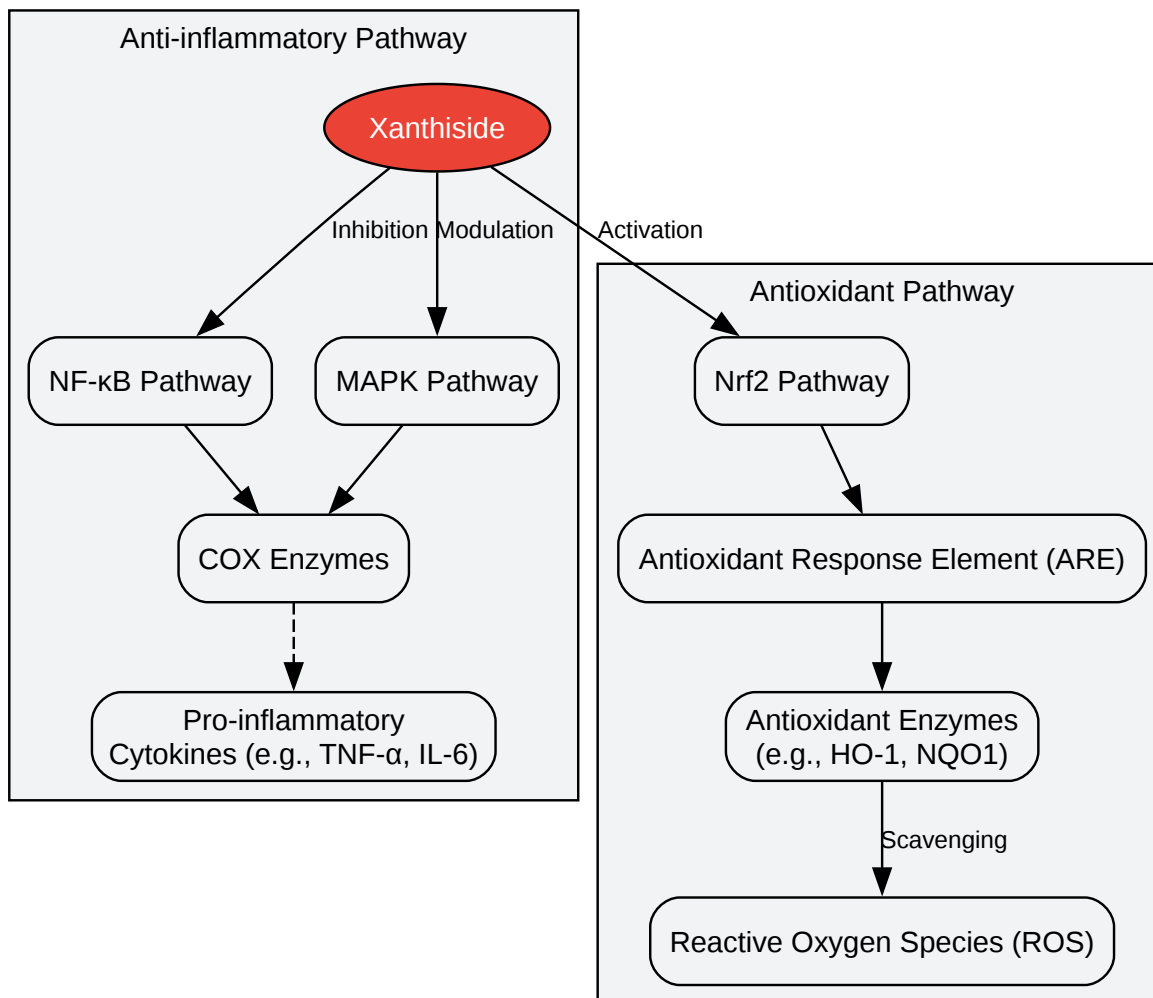 Anti-inflammatory Pathway
Xanthiside
Inhibition
Modulation
Activation
Antioxidant Pathway
NF-κB Pathway
MAPK Pathway
Nrf2 Pathway
COX Enzymes
Antioxidant Response Element (ARE)
Pro-inflammatory
Cytokines (e.g., TNF-α, IL-6)
Antioxidant Enzymes
(e.g., HO-1, NQO1)
Scavenging
Reactive Oxygen Species (ROS)